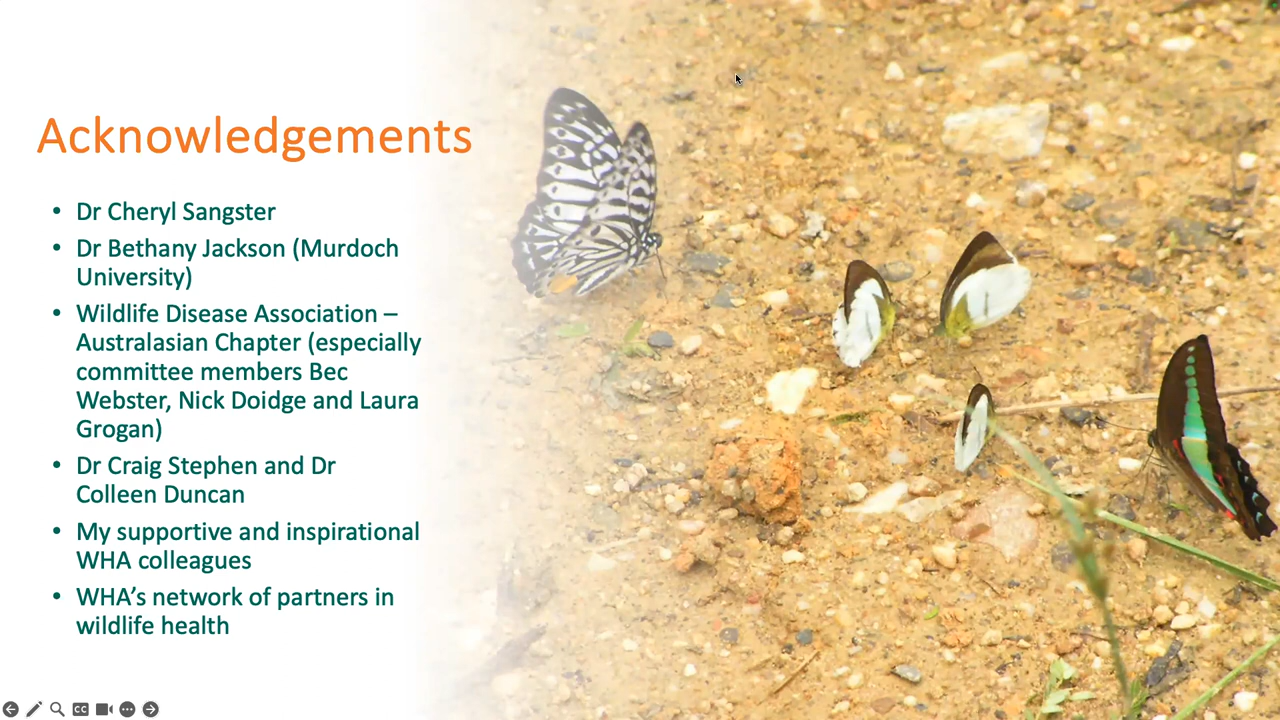 Acknowledgements
• Dr Cheryl Sangster
• Dr Bethany Jackson (Murdoch
University)
• Wildlife Disease Association –
Australasian Chapter (especially
committee members Bec
Webster, Nick Doidge and Laura
Grogan)
• Dr Craig Stephen and Dr
Colleen Duncan
• My supportive and inspirational
WHA colleagues
• WHA’s network of partners in
wildlife health
CC